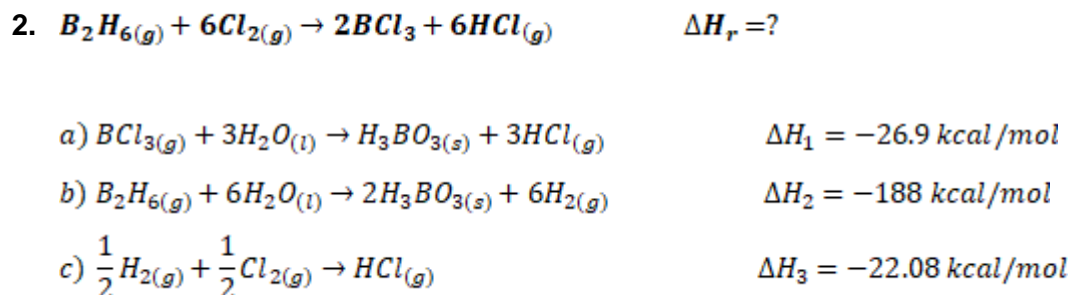 2. B₂H₆₍g₎ + 6Cl₂₍g₎ → 2BCl₃ + 6HCl₍g₎ ΔHᵣ =?
a) BCl₃₍g₎ + 3H₂O₍l₎ → H₃BO₃₍s₎ + 3HCl₍g₎ ΔH₁ = −26.9 kcal/mol
b) B₂H₆₍g₎ + 6H₂O₍l₎ → 2H₃BO₃₍s₎ + 6H₂₍g₎ ΔH₂ = −188 kcal/mol
c) 1/2 H₂₍g₎ + 1/2 Cl₂₍g₎ → HCl₍g₎ ΔH₃ = −22.08 kcal/mol